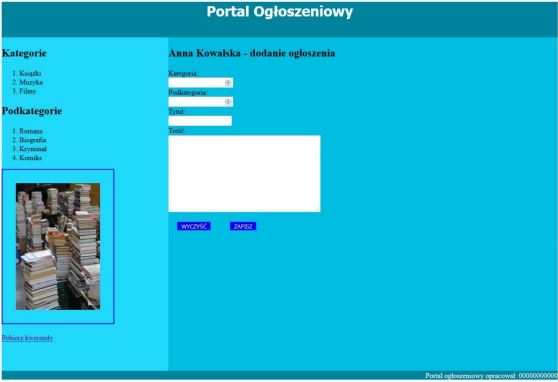 Portal Ogłoszeniowy
Kategorie
1. Książki
2. Muzyka
3. Filmy
Podkategorie
1. Romans
2. Biografia
3. Kryminał
4. Komiks
Pobierz kwerendy
Anna Kowalska - dodanie ogłoszenia
Kategoria:
Podkategoria:
Tytuł:
Treść:
WYCZYŚĆ ZAPISZ
Portal ogłoszeniowy opracował: 00000000000